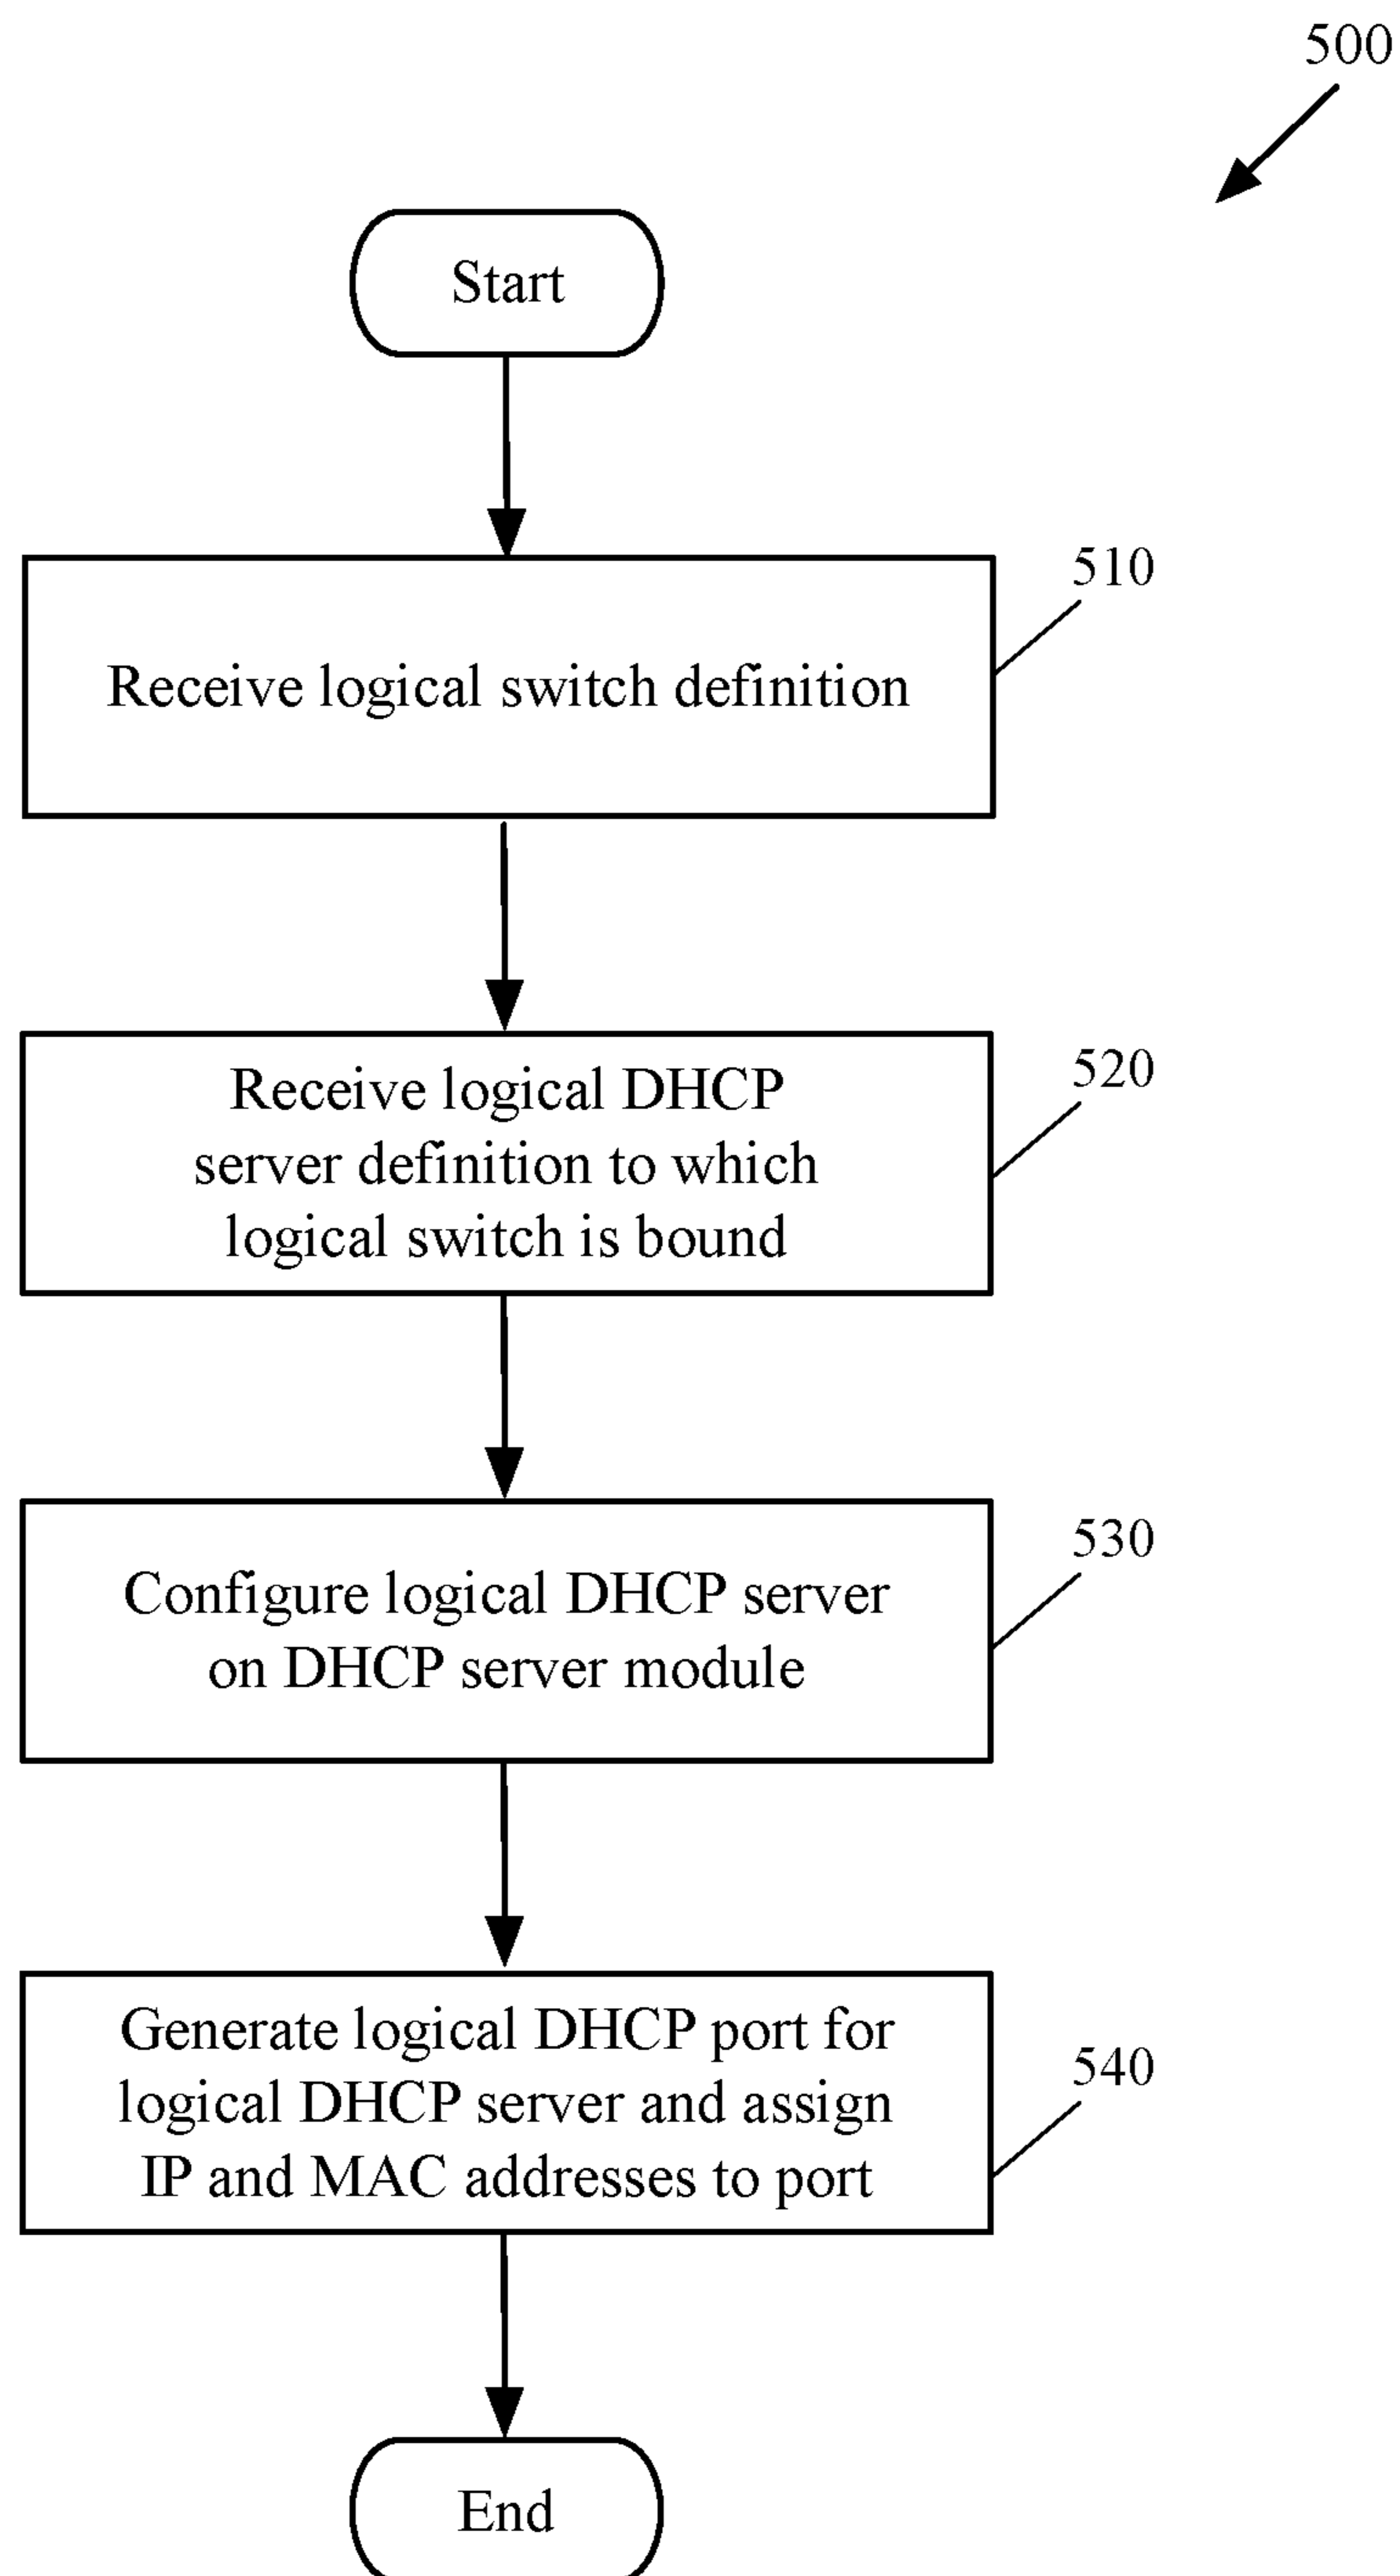 500
Start
510
Receive logical switch definition
520
Receive logical DHCP
server definition to which
logical switch is bound
530
Configure logical DHCP server
on DHCP server module
Generate logical DHCP port for
540
logical DHCP server and assign
IP and MAC addresses to port
End